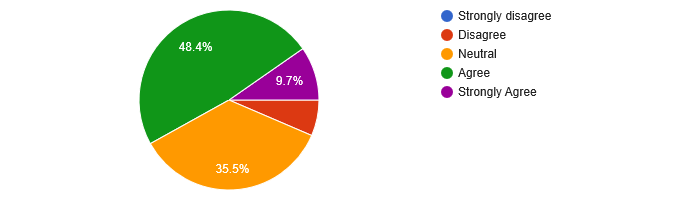 48.4%
9.7%
35.5%
Strongly disagree
Disagree
Neutral
Agree
Strongly Agree